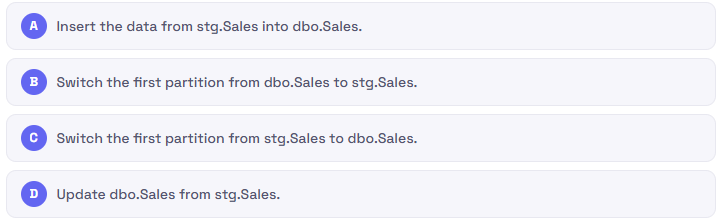 A Insert the data from stg.Sales into dbo.Sales.
B Switch the first partition from dbo.Sales to stg.Sales.
C Switch the first partition from stg.Sales to dbo.Sales.
D Update dbo.Sales from stg.Sales.